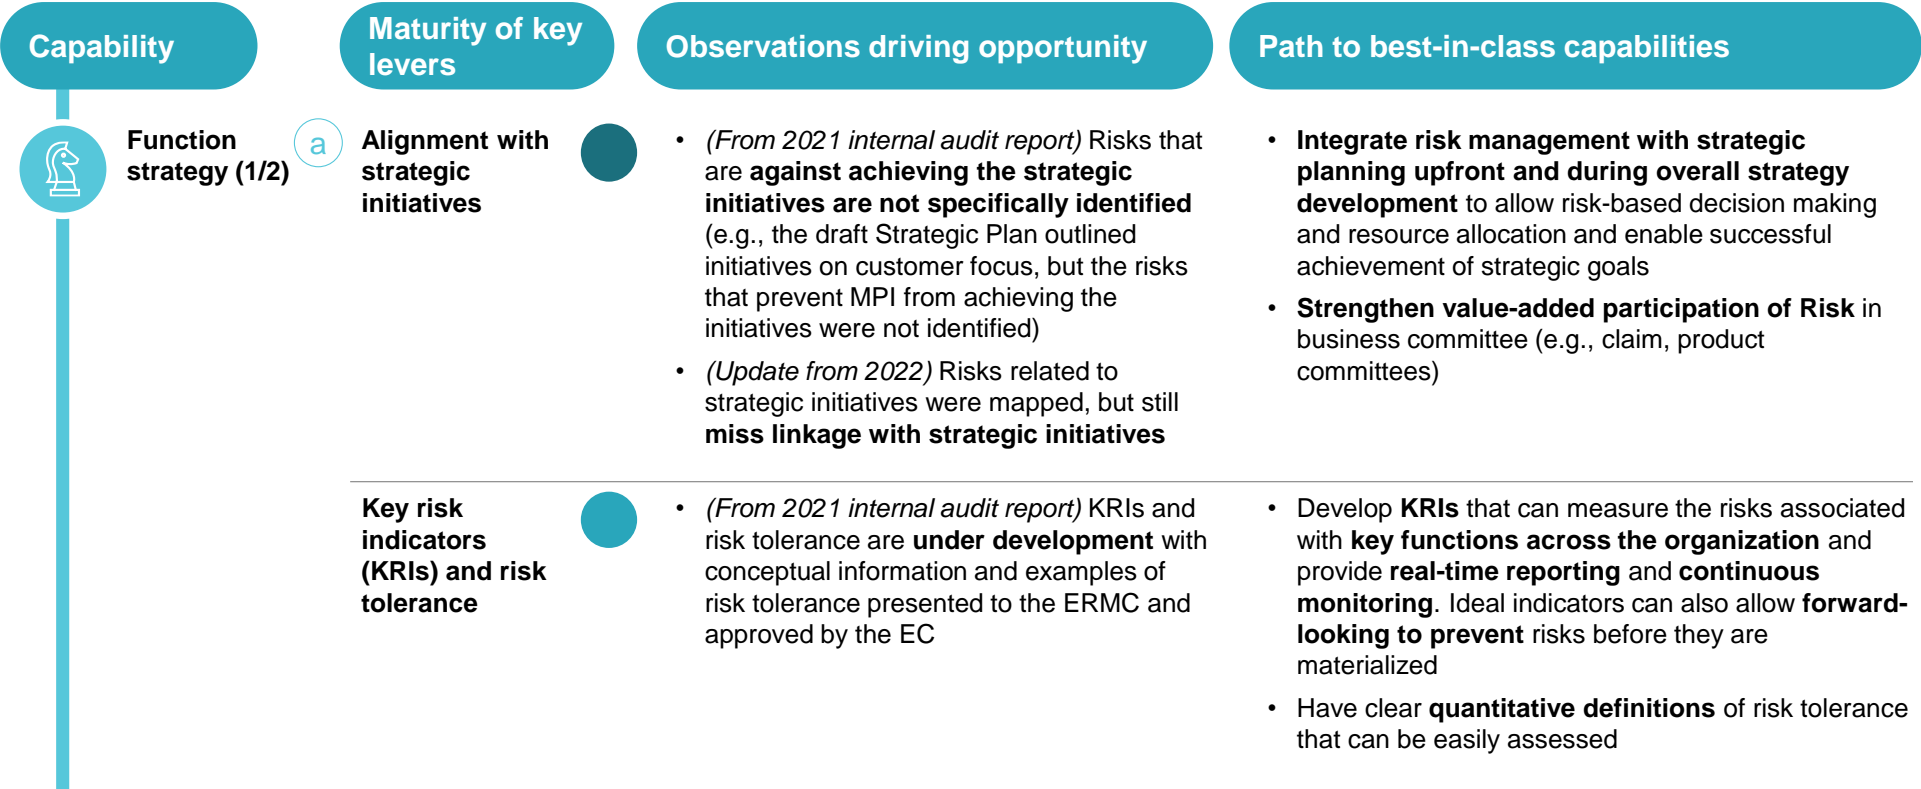 Capability
Maturity of key
levers
Observations driving opportunity
Path to best-in-class capabilities
Function
strategy (1/2)
a
Alignment with
strategic
initiatives
• (From 2021 internal audit report) Risks that
are against achieving the strategic
initiatives are not specifically identified
(e.g., the draft Strategic Plan outlined
initiatives on customer focus, but the risks
that prevent MPI from achieving the
initiatives were not identified)
• (Update from 2022) Risks related to
strategic initiatives were mapped, but still
miss linkage with strategic initiatives
• Integrate risk management with strategic
planning upfront and during overall strategy
development to allow risk-based decision making
and resource allocation and enable successful
achievement of strategic goals
• Strengthen value-added participation of Risk in
business committee (e.g., claim, product
committees)
Key risk
indicators
(KRIs) and risk
tolerance
• (From 2021 internal audit report) KRIs and
risk tolerance are under development with
conceptual information and examples of
risk tolerance presented to the ERMC and
approved by the EC
• Develop KRIs that can measure the risks associated
with key functions across the organization and
provide real-time reporting and continuous
monitoring. Ideal indicators can also allow forward-
looking to prevent risks before they are
materialized
• Have clear quantitative definitions of risk tolerance
that can be easily assessed